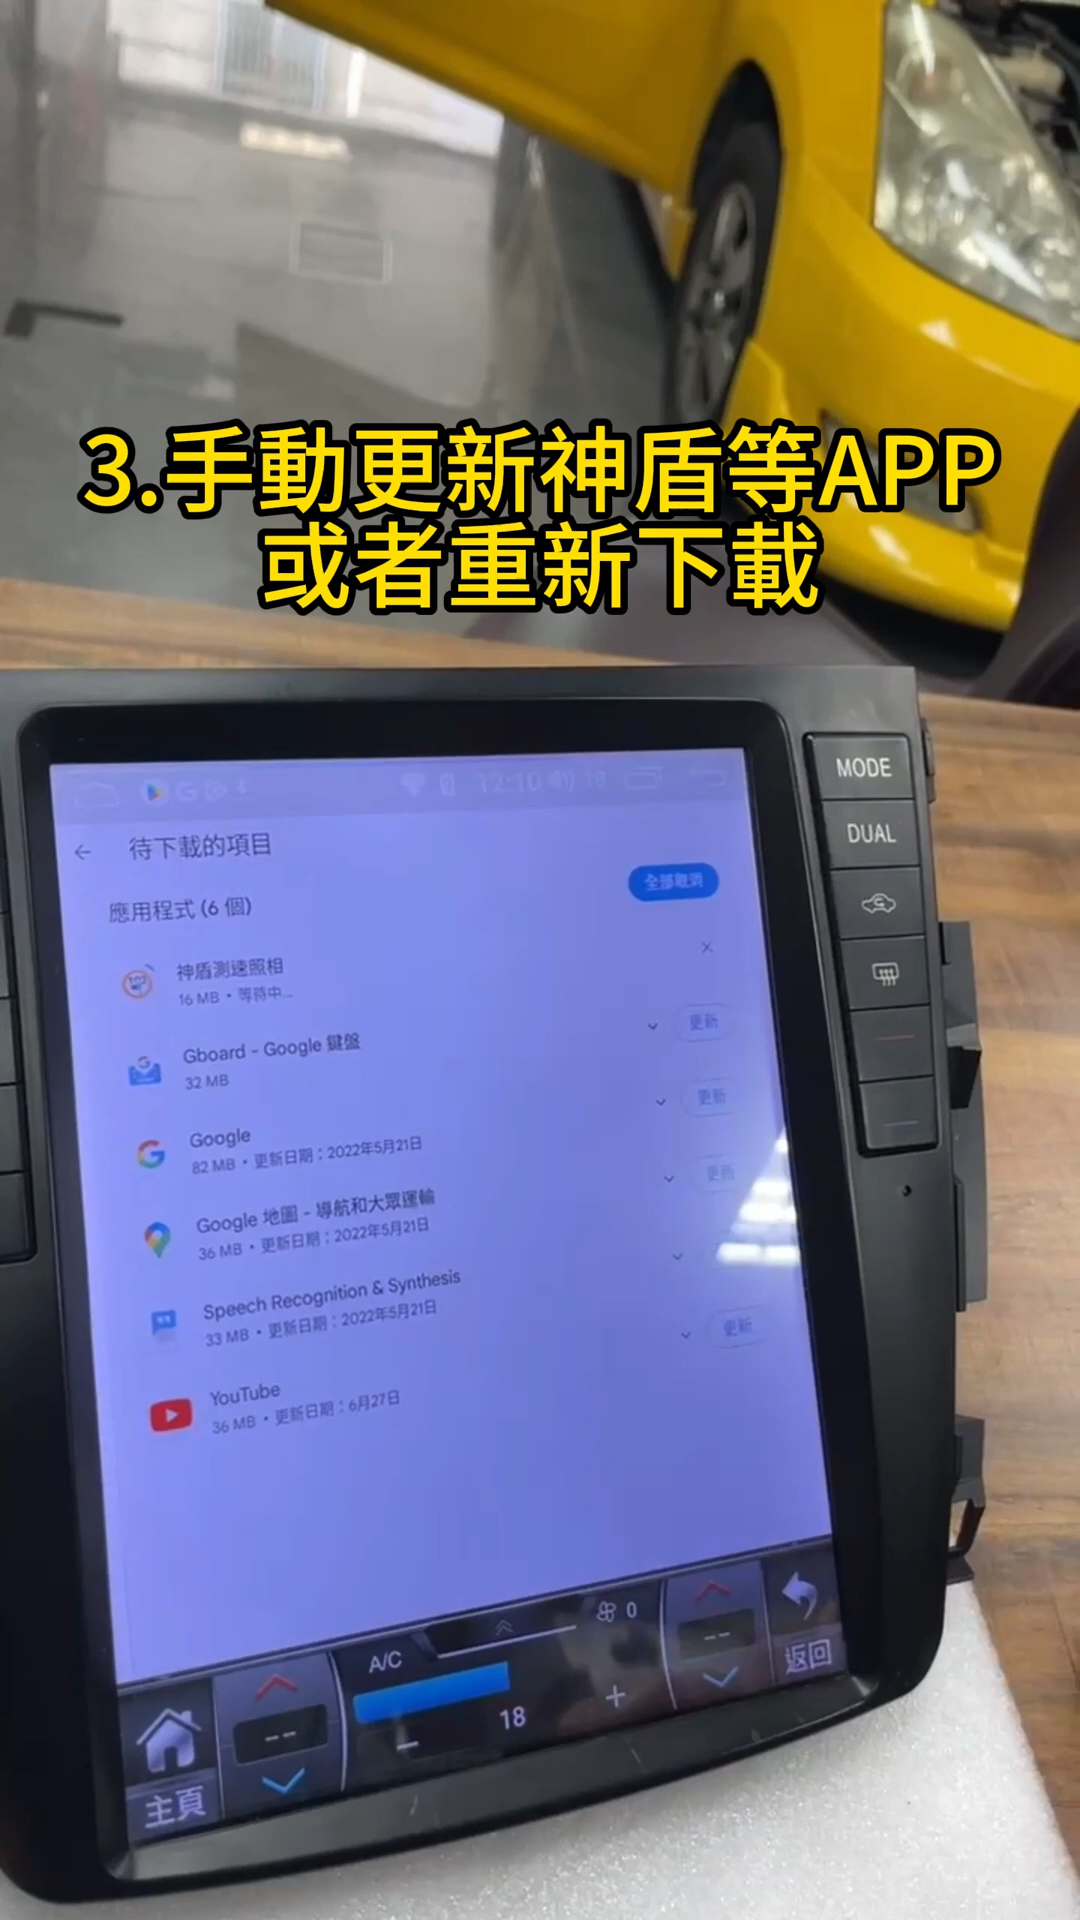 3.手動更新神盾等APP
或者重新下載
12:10
18
MODE
DUAL
待下載的項目
全部取消
應用程式 (6 個)
神盾測速照相
16 MB • 等待中...
Gboard - Google 鍵盤
32 MB
更新
Google
82 MB • 更新日期：2022年5月21日
更新
Google 地圖 - 導航和大眾運輸
36 MB • 更新日期：2022年5月21日
更新
Speech Recognition & Synthesis
33 MB • 更新日期：2022年5月21日
YouTube
36 MB • 更新日期：6月27日
更新
A/C
0
18
-- 
--
主頁
返回